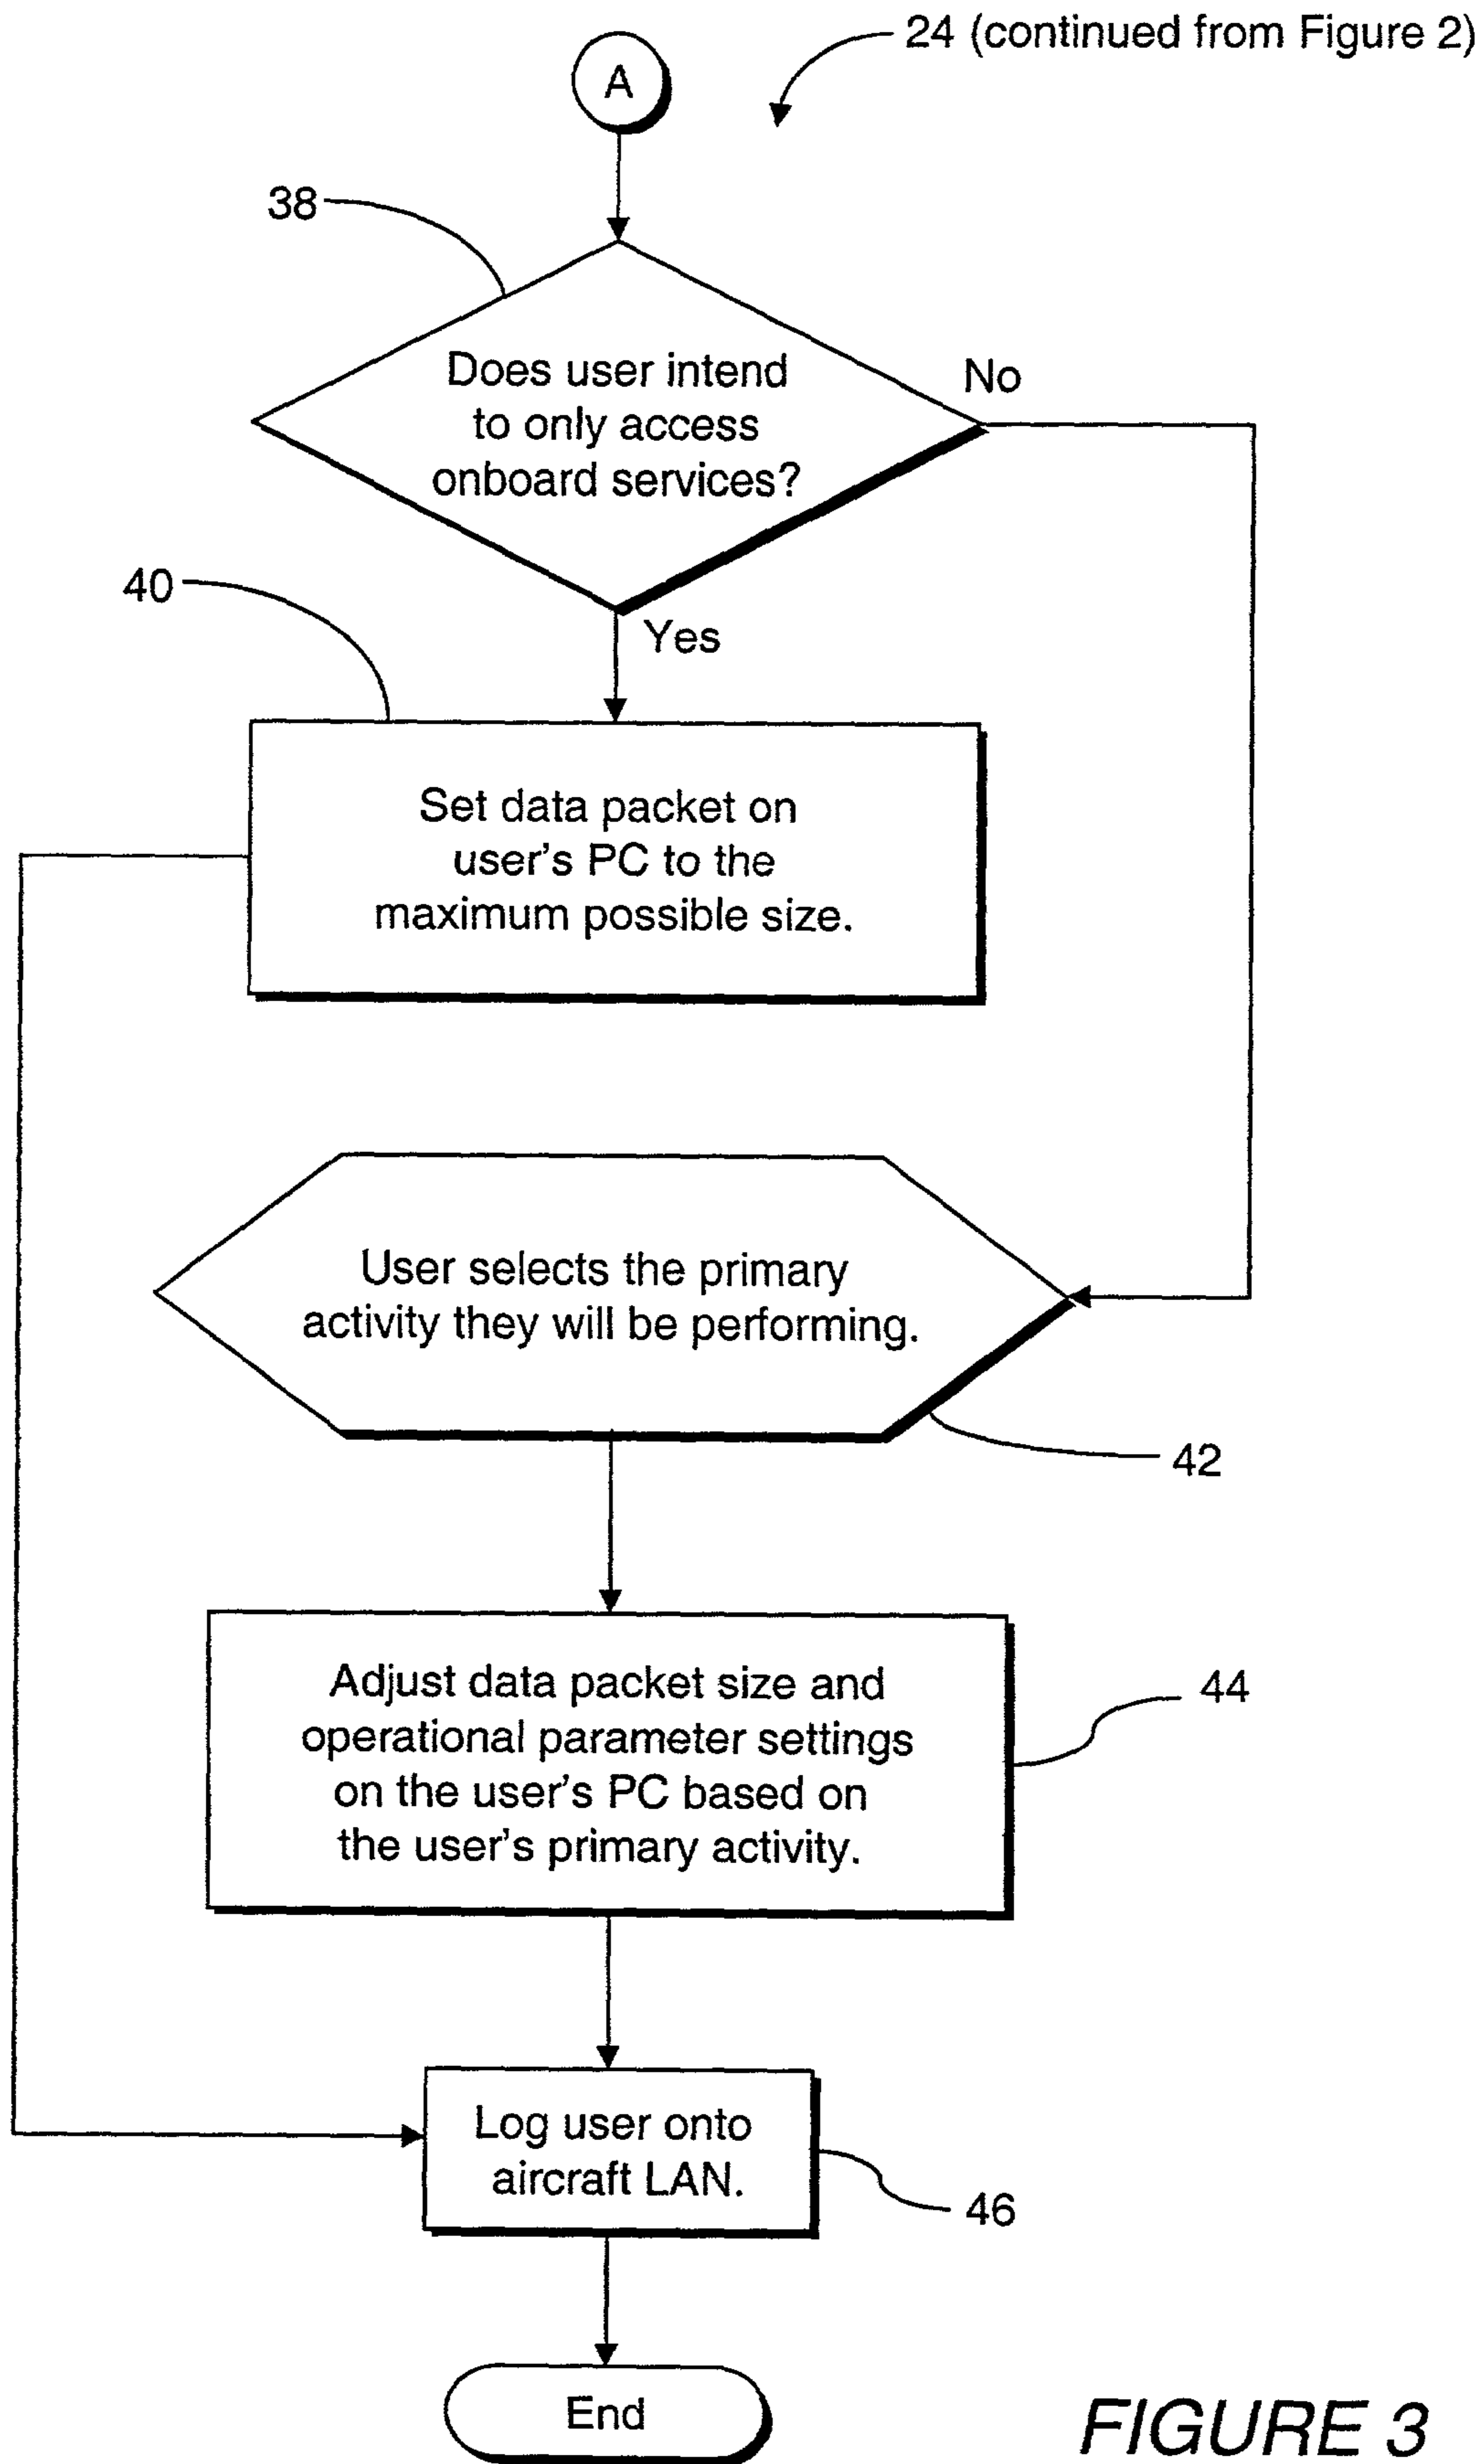 24 (continued from Figure 2)
A
38
Does user intend
to only access
onboard services?
No
Yes
40
Set data packet on
user's PC to the
maximum possible size.
User selects the primary
activity they will be performing.
42
Adjust data packet size and
operational parameter settings
on the user's PC based on
the user's primary activity.
44
Log user onto
aircraft LAN.
46
End
FIGURE 3